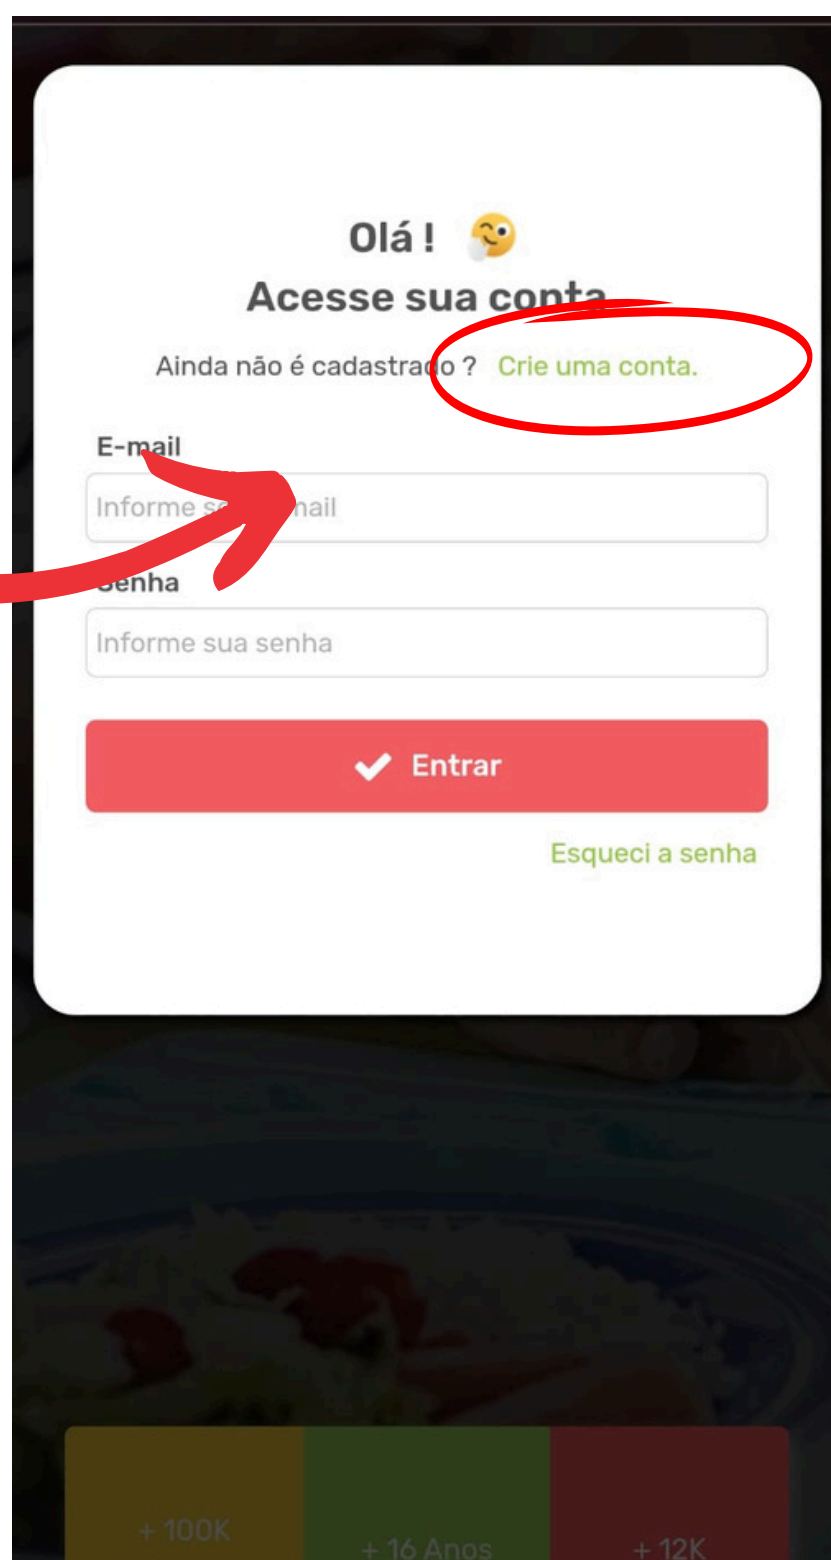 Olá !
Acesse sua conta
Ainda não é cadastrado ? Crie uma conta.
E-mail
Informe mail
Senha
Informe sua senha
Entrar
Esqueci a senha
+ 100K
+ 16 Anos
+ 12K